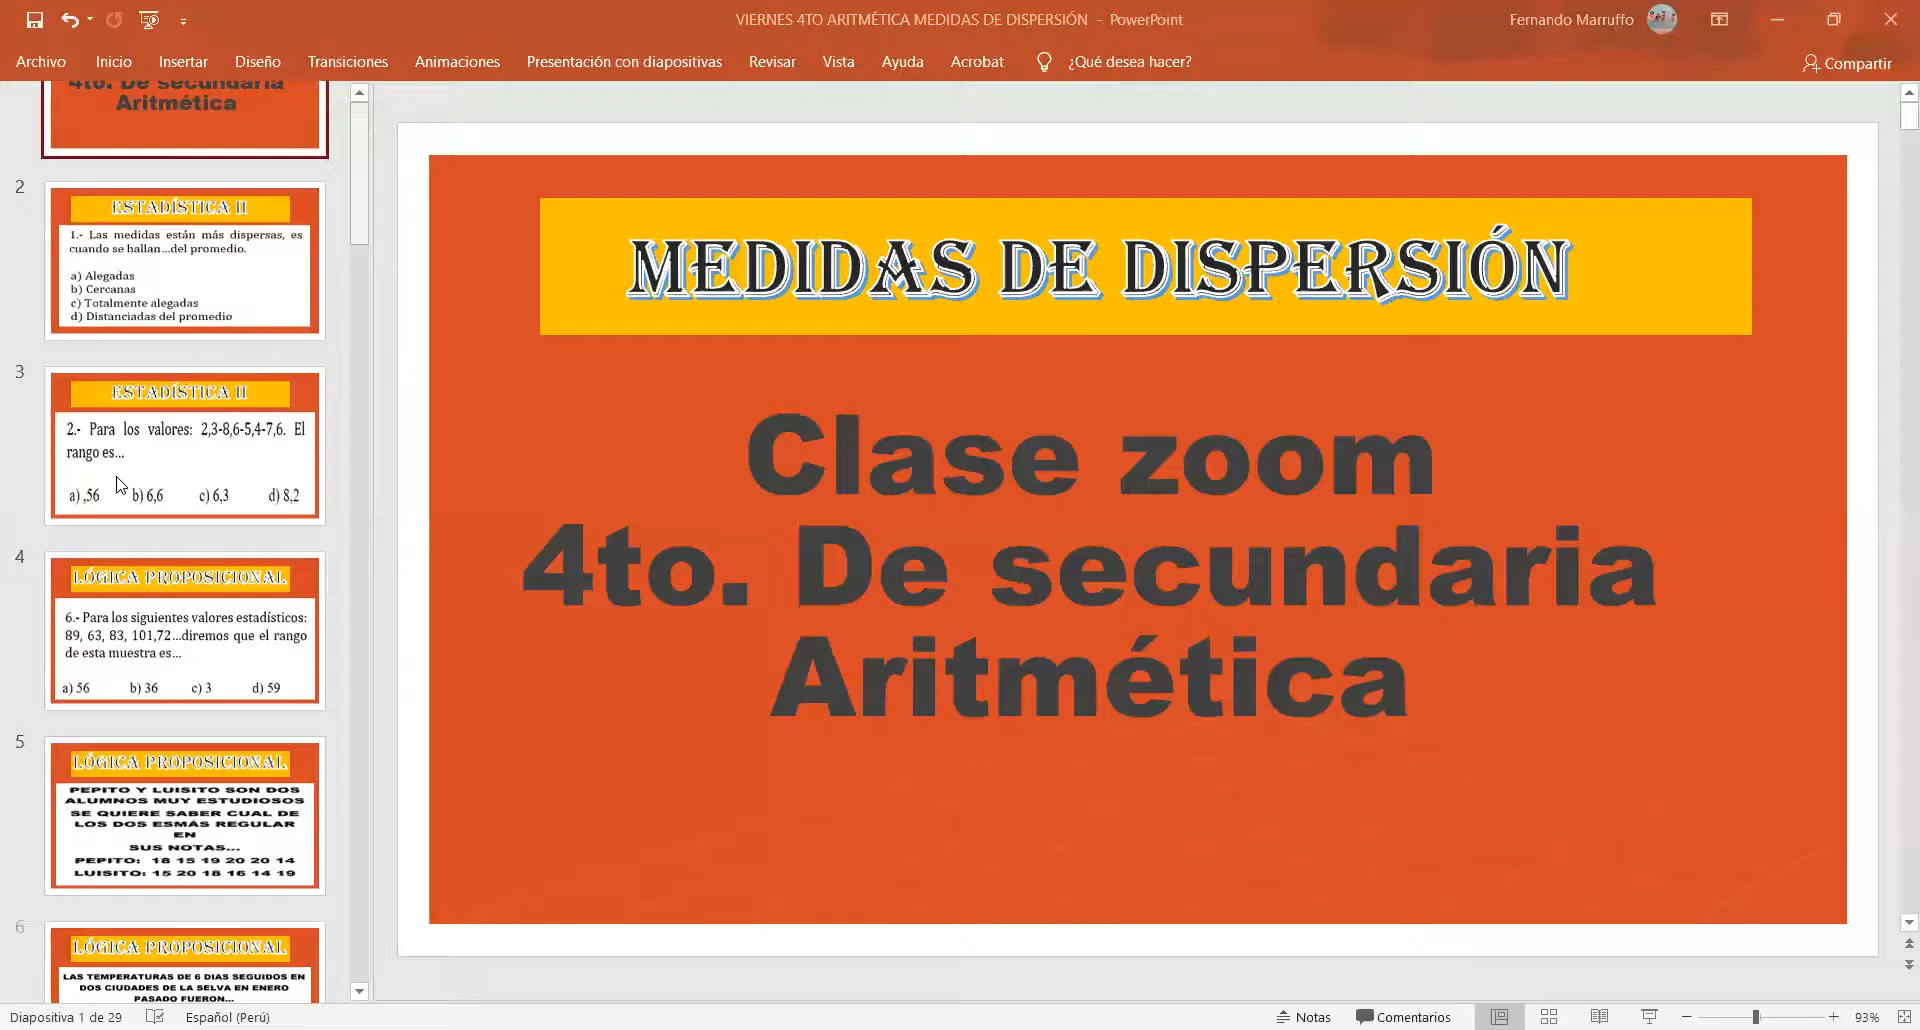 VIERNES 4TO ARITMÉTICA MEDIDAS DE DISPERSIÓN - PowerPoint
Fernando Marruffo
Archivo Inicio Insertar Diseño Transiciones Animaciones Presentación con diapositivas Revisar Vista Ayuda Acrobat ¿Qué desea hacer? Compartir
4to. De secundaria
Aritmética
2
ESTADÍSTICA II
1.- Las medidas están más dispersas, es
cuando se hallan...del promedio.
a) Alegadas
b) Cercanas
c) Totalmente alegadas
d) Distanciadas del promedio
3
ESTADÍSTICA II
2.- Para los valores: 2,3-8,6-5,4-7,6. El
rango es...
a) ,56 b) 6,6 c) 6,3 d) 8,2
4
LÓGICA PROPOSICIONAL
6.- Para los siguientes valores estadísticos:
89, 63, 83, 101,72...diremos que el rango
de esta muestra es...
a) 56 b) 36 c) 3 d) 59
5
LÓGICA PROPOSICIONAL
PEPITO Y LUISITO SON DOS
ALUMNOS MUY ESTUDIOSOS
SE QUIERE SABER CUAL DE
LOS DOS ESMÁS REGULAR
EN
SUS NOTAS...
PEPITO: 18 15 19 20 20 14
LUISITO: 15 20 18 16 14 19
6
LÓGICA PROPOSICIONAL
LAS TEMPERATURAS DE 6 DIAS SEGUIDOS EN
DOS CIUDADES DE LA SELVA EN ENERO
PASADO FUERON...
MEDIDAS DE DISPERSIÓN
Clase zoom
4to. De secundaria
Aritmética
Diapositiva 1 de 29 Español (Perú) Notas Comentarios 93%